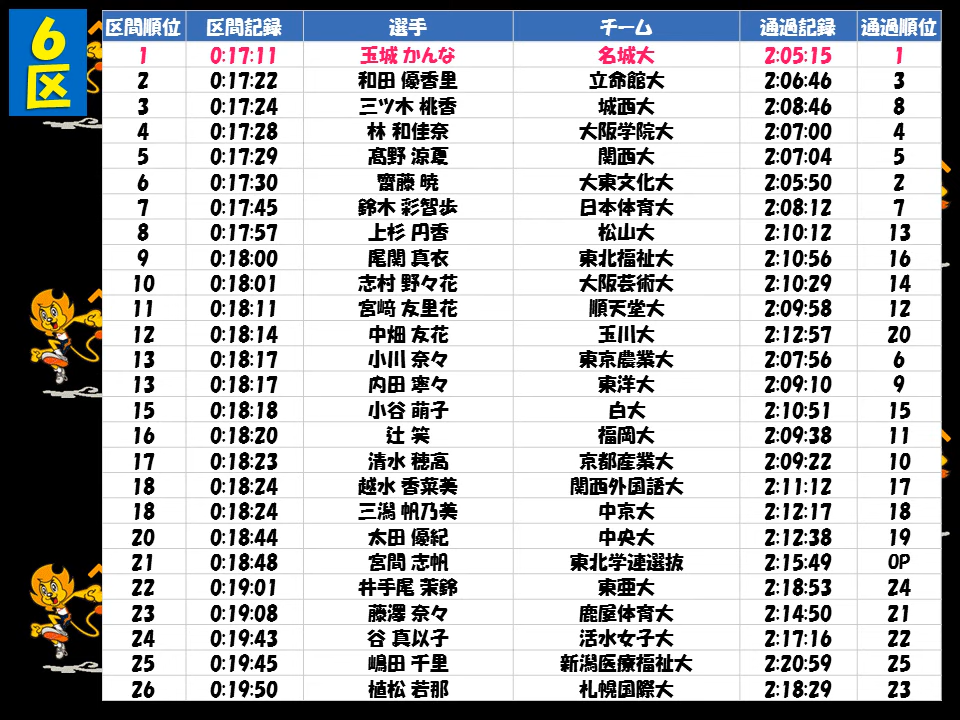 6区
区間順位 区間記録 選手 チーム 通過記録 通過順位
1 0:17:11 玉城 かんな 名城大 2:05:15 1
2 0:17:22 和田 優香里 立命館大 2:06:46 3
3 0:17:24 三ツ木 桃香 城西大 2:08:46 8
4 0:17:28 林 和佳奈 大阪学院大 2:07:00 4
5 0:17:29 髙野 涼夏 関西大 2:07:04 5
6 0:17:30 齋藤 暁 大東文化大 2:05:50 2
7 0:17:45 鈴木 彩智歩 日本体育大 2:08:12 7
8 0:17:57 上杉 円香 松山大 2:10:12 13
9 0:18:00 尾関 真衣 東北福祉大 2:10:56 16
10 0:18:01 志村 野々花 大阪芸術大 2:10:29 14
11 0:18:11 宮﨑 友里花 順天堂大 2:09:58 12
12 0:18:14 中畑 友花 玉川大 2:12:57 20
13 0:18:17 小川 奈々 東京農業大 2:07:56 6
13 0:18:17 内田 寧々 東洋大 2:09:10 9
15 0:18:18 小谷 萌子 白大 2:10:51 15
16 0:18:20 辻 笑 福岡大 2:09:38 11
17 0:18:23 清水 穂高 京都産業大 2:09:22 10
18 0:18:24 越水 香菜美 関西外国語大 2:11:12 17
18 0:18:24 三潟 帆乃美 中京大 2:12:17 18
20 0:18:44 太田 優紀 中央大 2:12:38 19
21 0:18:48 宮間 志帆 東北学連選抜 2:15:49 OP
22 0:19:01 井手尾 茉鈴 東亜大 2:18:53 24
23 0:19:08 藤澤 奈々 鹿屋体育大 2:14:50 21
24 0:19:43 谷 真以子 活水女子大 2:17:16 22
25 0:19:45 嶋田 千里 新潟医療福祉大 2:20:59 25
26 0:19:50 植松 若那 札幌国際大 2:18:29 23